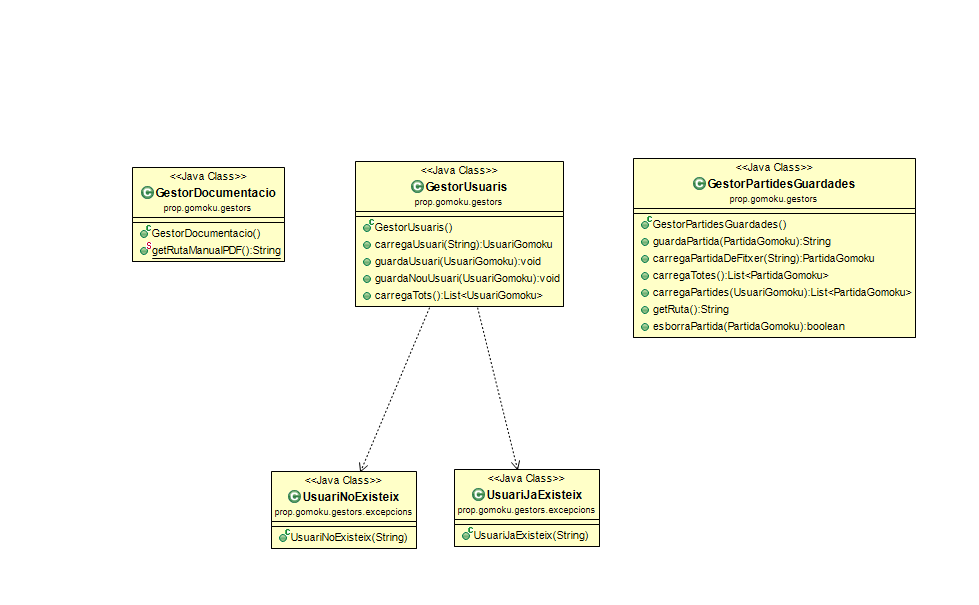 <<Java Class>>
GestorDocumentacio
prop.gomoku.gestors
GestorDocumentacio()
getRutaManualPDF():String
<<Java Class>>
GestorUsuaris
prop.gomoku.gestors
GestorUsuaris()
carregaUsuari(String):UsuariGomoku
guardaUsuari(UsuariGomoku):void
guardaNouUsuari(UsuariGomoku):void
carregaTots():List<UsuariGomoku>
<<Java Class>>
GestorPartidesGuardades
prop.gomoku.gestors
GestorPartidesGuardades()
guardaPartida(PartidaGomoku):String
carregaPartidaDeFitxer(String):PartidaGomoku
carregaTotes():List<PartidaGomoku>
carregaPartides(UsuariGomoku):List<PartidaGomoku>
getRuta():String
esborraPartida(PartidaGomoku):boolean
<<Java Class>>
UsuariNoExisteix
prop.gomoku.gestors.excepcions
UsuariNoExisteix(String)
<<Java Class>>
UsuariJaExisteix
prop.gomoku.gestors.excepcions
UsuariJaExisteix(String)